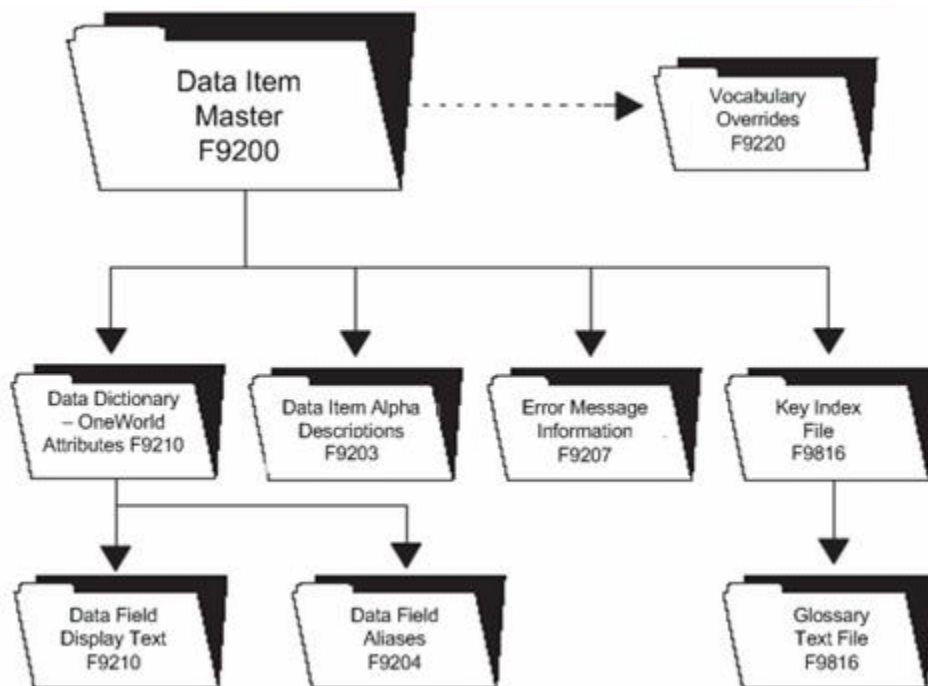 Data Item
Master
F9200
Vocabulary
Overrides
F9220
Data Dictionary
– OneWorld
Attributes F9210
Data Item Alpha
Descriptions
F9203
Error Message
Information
F9207
Key Index
File
F9816
Data Field
Display Text
F9210
Data Field
Aliases
F9204
Glossary
Text File
F9816